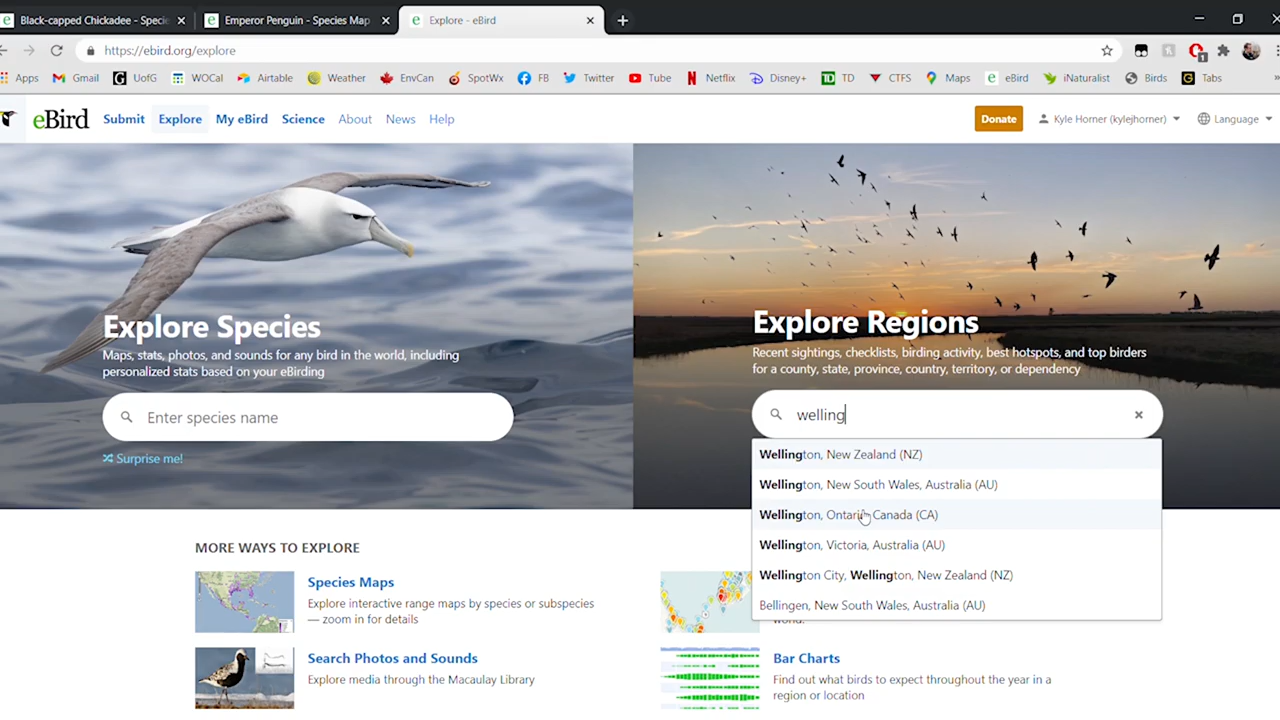 Black-capped Chickadee - Specie
Emperor Penguin - Species Map
Explore - eBird
https://ebird.org/explore
Apps
Gmail
UofG
WOCal
Airtable
Weather
EnvCan
SpotWx
FB
Twitter
Tube
Netflix
Disney+
TD
CTFS
Maps
eBird
iNaturalist
Birds
Tabs
eBird
Submit
Explore
My eBird
Science
About
News
Help
Donate
Kyle Horner (kylejhorner)
Language
Explore Species
Maps, stats, photos, and sounds for any bird in the world, including
personalized stats based on your eBirding
Enter species name
Surprise me!
Explore Regions
Recent sightings, checklists, birding activity, best hotspots, and top birders
for a county, state, province, country, territory, or dependency
welling
Wellington, New Zealand (NZ)
Wellington, New South Wales, Australia (AU)
Wellington, Ontario, Canada (CA)
Wellington, Victoria, Australia (AU)
Wellington City, Wellington, New Zealand (NZ)
Bellingen, New South Wales, Australia (AU)
MORE WAYS TO EXPLORE
Species Maps
Explore interactive range maps by species or subspecies
— zoom in for details
world.
Search Photos and Sounds
Explore media through the Macaulay Library
Bar Charts
Find out what birds to expect throughout the year in a
region or location